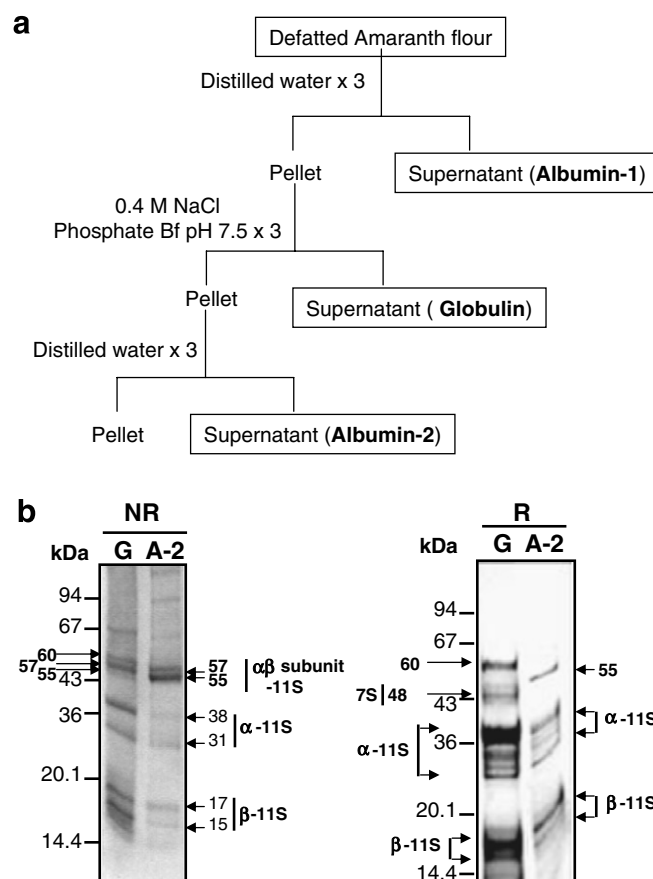 a
Defatted Amaranth flour
Distilled water x 3
Pellet
Supernatant (Albumin-1)
0.4 M NaCl
Phosphate Bf pH 7.5 x 3
Pellet
Supernatant ( Globulin)
Distilled water x 3
Pellet
Supernatant (Albumin-2)
b
NR
kDa G A-2
94
67
60
57
55
43
36
20.1
14.4
57
55
αβ subunit
-11S
38
31
α-11S
17
15
β-11S
R
kDa G A-2
94
67
60
7S 48
43
α-11S
36
20.1
β-11S
14.4
55
α-11S
β-11S